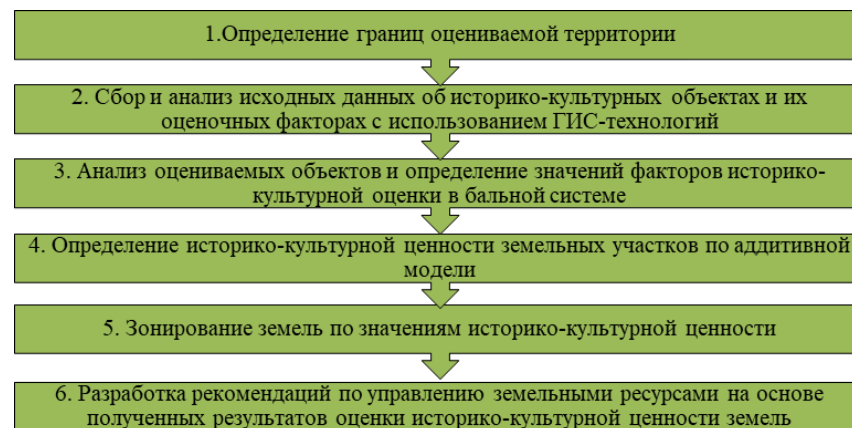 1.Определение границ оцениваемой территории
2. Сбор и анализ исходных данных об историко-культурных объектах и их
оценочных факторах с использованием ГИС-технологий
3. Анализ оцениваемых объектов и определение значений факторов историко-
культурной оценки в бальной системе
4. Определение историко-культурной ценности земельных участков по аддитивной
модели
5. Зонирование земель по значениям историко-культурной ценности
6. Разработка рекомендаций по управлению земельными ресурсами на основе
полученных результатов оценки историко-культурной ценности земель